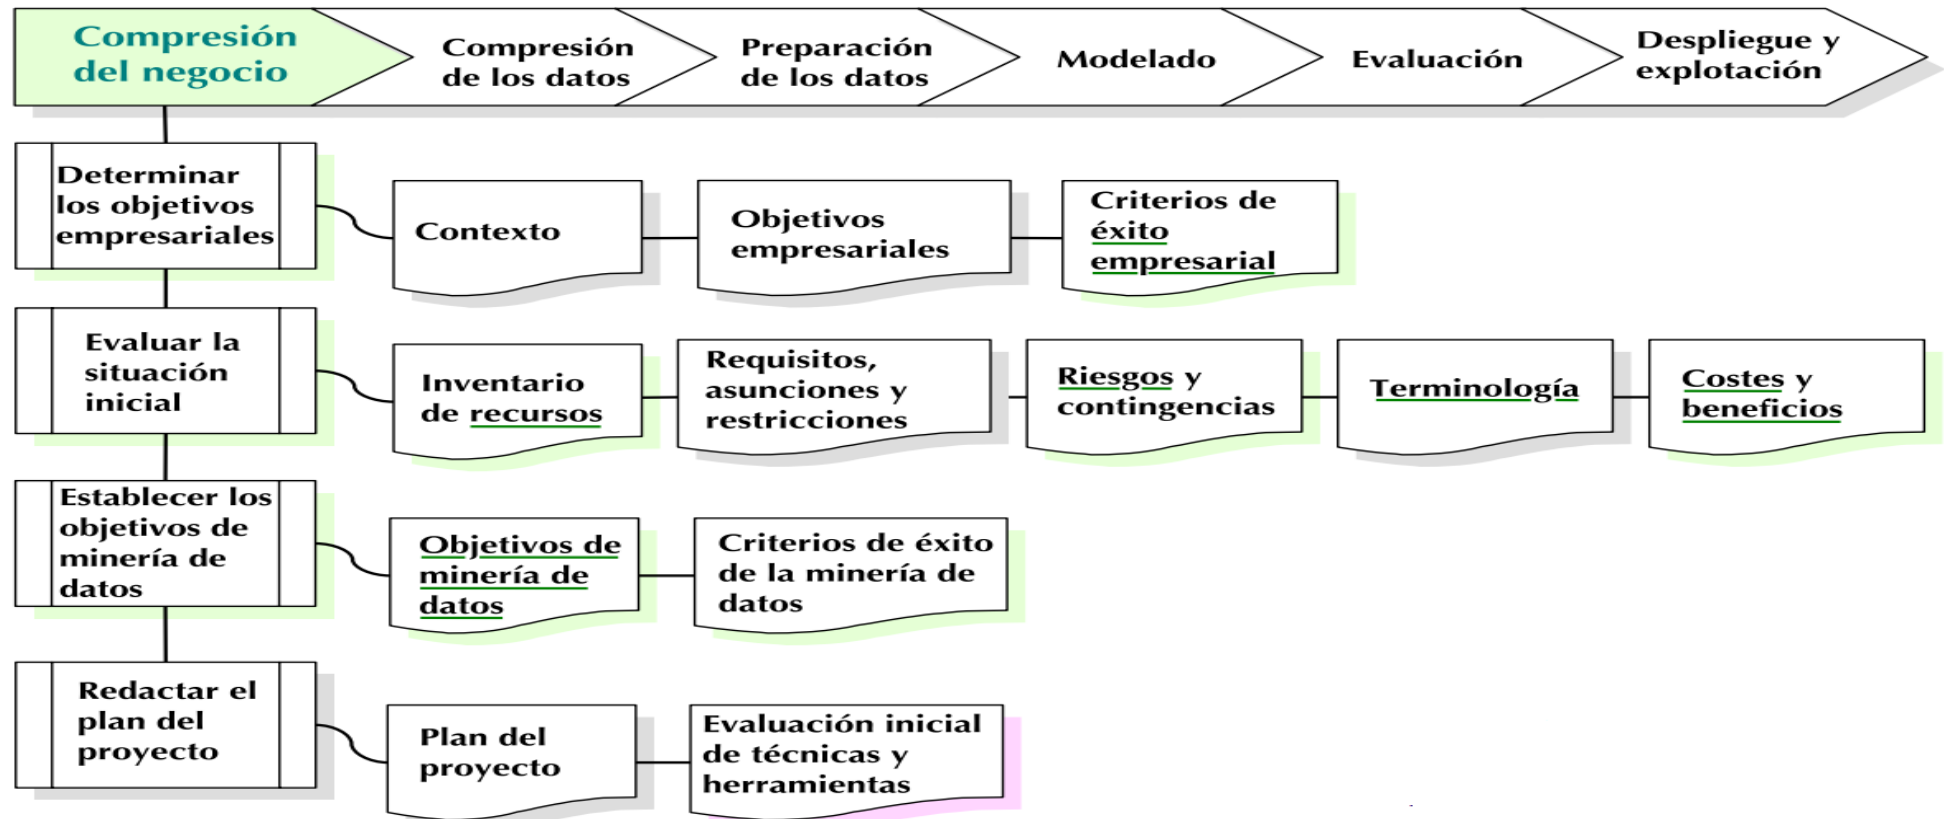 Compresión
del negocio
Compresión
de los datos
Preparación
de los datos
Modelado
Evaluación
Despliegue y
explotación
Determinar
los objetivos
empresariales
Contexto
Objetivos
empresariales
Criterios de
éxito
empresarial
Evaluar la
situación
inicial
Inventario
de recursos
Requisitos,
asunciones y
restricciones
Riesgos y
contingencias
Terminología
Costes y
beneficios
Establecer los
objetivos de
minería de
datos
Objetivos de
minería de
datos
Criterios de éxito
de la minería de
datos
Redactar el
plan del
proyecto
Plan del
proyecto
Evaluación inicial
de técnicas y
herramientas